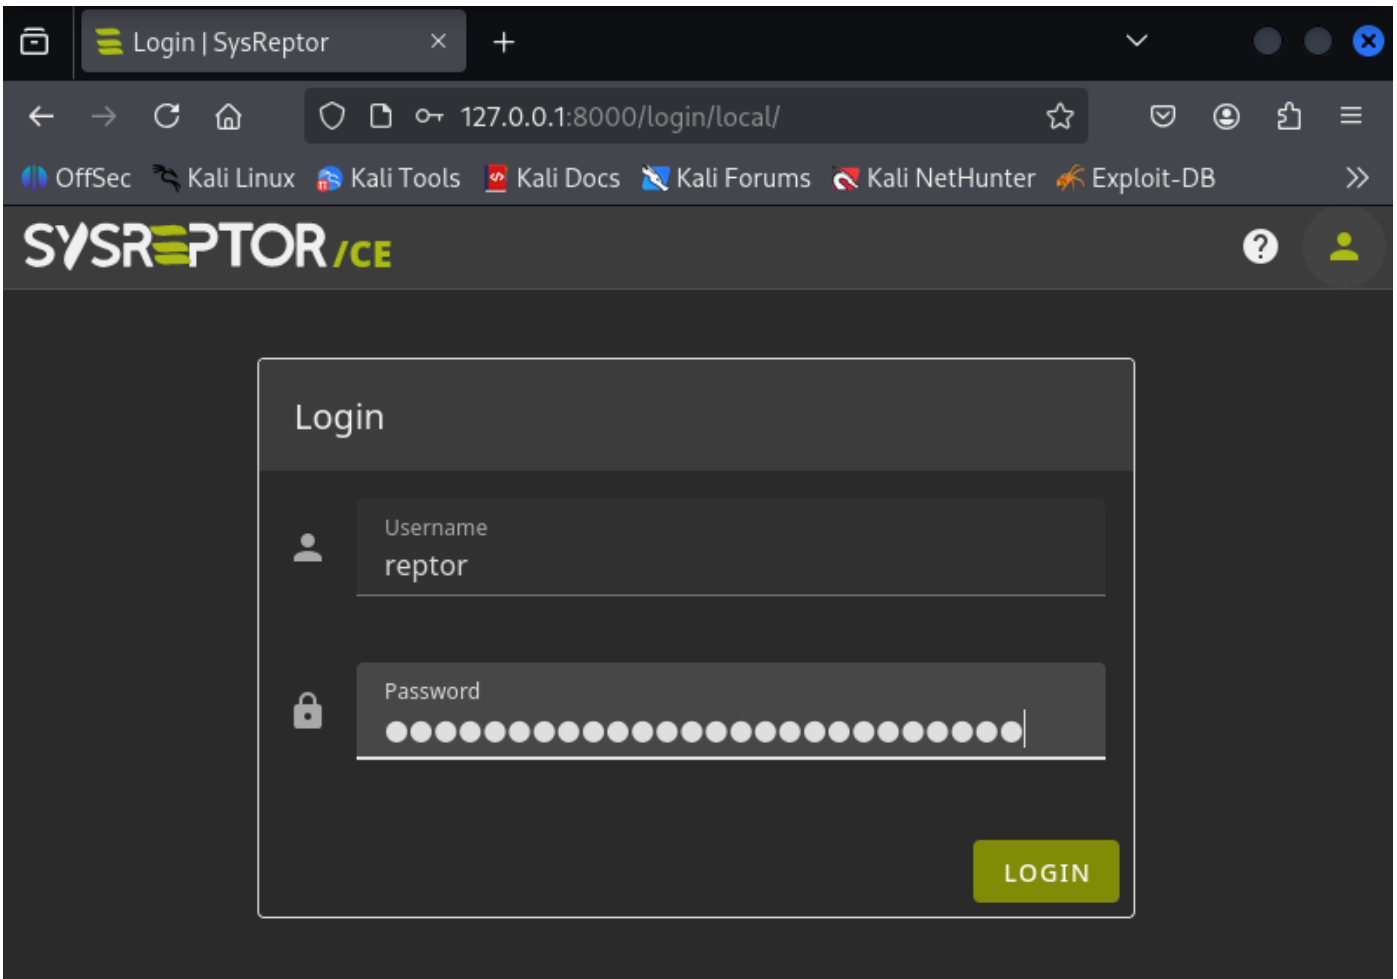 Login | SysReptor
127.0.0.1:8000/login/local/
OffSec Kali Linux Kali Tools Kali Docs Kali Forums Kali NetHunter Exploit-DB
SYSREPTOR/CE
Login
Username
reptor
Password
●●●●●●●●●●●●●●●●●●●●●●●●●●
LOGIN